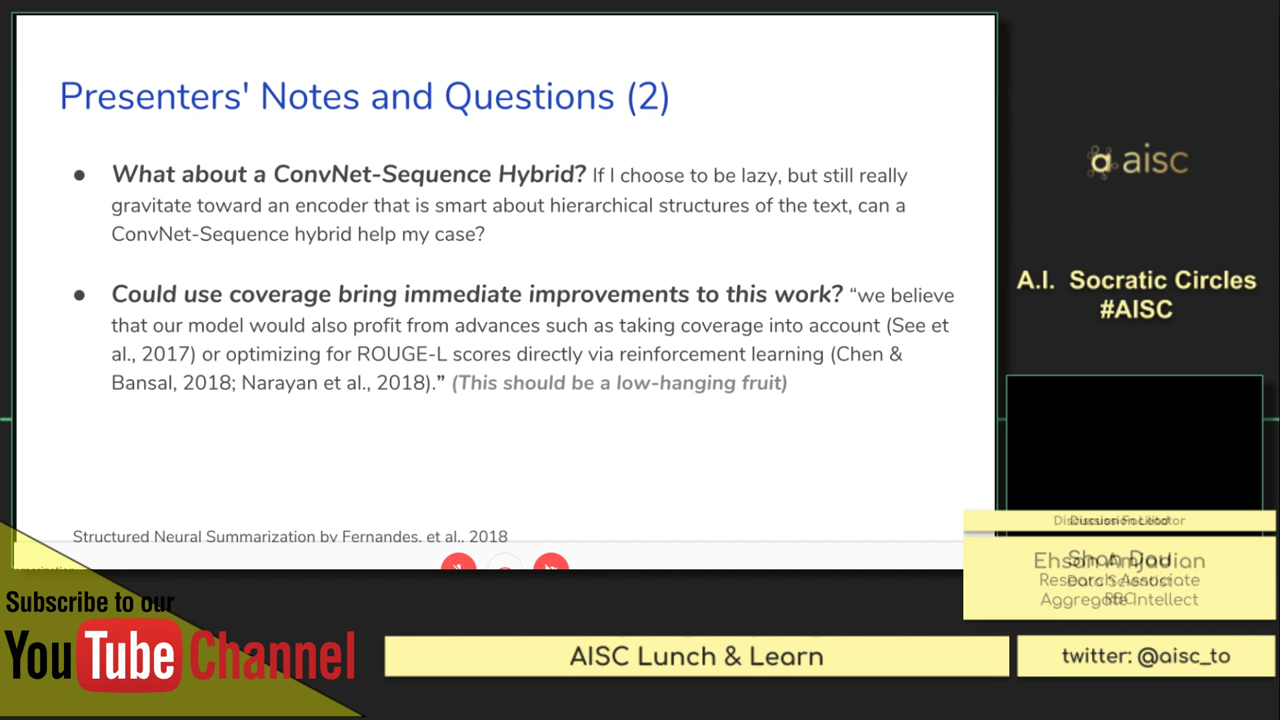 Presenters' Notes and Questions (2)
● What about a ConvNet-Sequence Hybrid? If I choose to be lazy, but still really
gravitate toward an encoder that is smart about hierarchical structures of the text, can a
ConvNet-Sequence hybrid help my case?
● Could use coverage bring immediate improvements to this work? “we believe
that our model would also profit from advances such as taking coverage into account (See et
al., 2017) or optimizing for ROUGE-L scores directly via reinforcement learning (Chen &
Bansal, 2018; Narayan et al., 2018).” (This should be a low-hanging fruit)
Structured Neural Summarization by Fernandes, et al., 2018
aisc
A.I. Socratic Circles
#AISC
Research Associate
Aggregate Intellect
Subscribe to our
YouTube Channel
AISC Lunch & Learn
twitter: @aisc_to